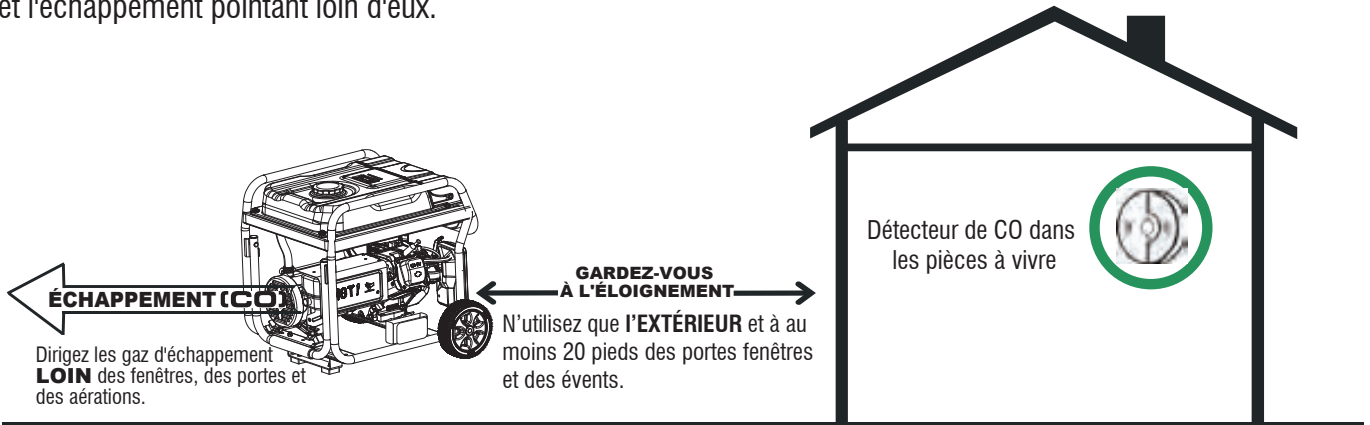 et l'échappement pointant loin d'eux.
Détecteur de CO dans
les pièces à vivre
GARDEZ-VOUS
À L'ÉLOIGNEMENT
ÉCHAPPEMENT (CO)
N'utilisez que l'EXTÉRIEUR et à au
moins 20 pieds des portes fenêtres
et des évents.
Dirigez les gaz d'échappement
LOIN des fenêtres, des portes et
des aérations.